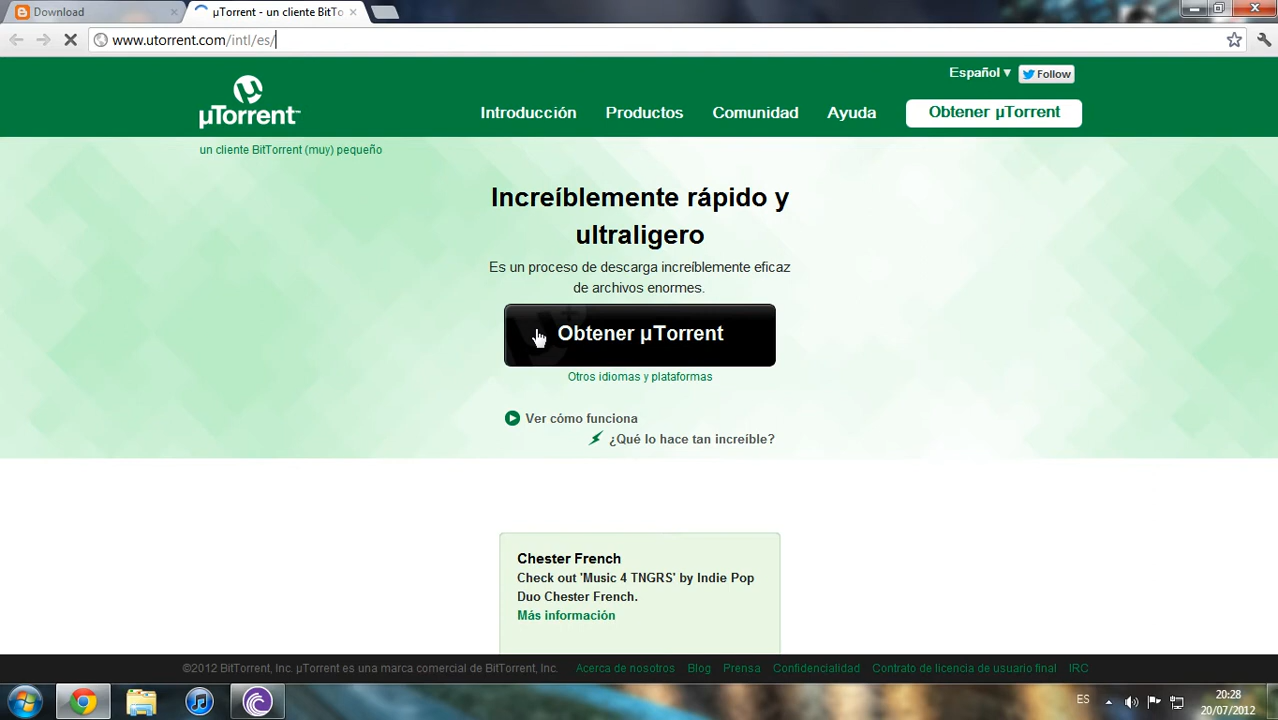 Download
µTorrent - un cliente BitTo
www.utorrent.com/intl/es/
Español ▾
Follow
µTorrent™
Introducción
Productos
Comunidad
Ayuda
Obtener µTorrent
un cliente BitTorrent (muy) pequeño
Increíblemente rápido y
ultraligero
Es un proceso de descarga increíblemente eficaz
de archivos enormes.
Obtener µTorrent
Otros idiomas y plataformas
Ver cómo funciona
¿Qué lo hace tan increíble?
Chester French
Check out 'Music 4 TNGRS' by Indie Pop
Duo Chester French.
Más información
©2012 BitTorrent, Inc. µTorrent es una marca comercial de BitTorrent, Inc.
Acerca de nosotros
Blog
Prensa
Confidencialidad
Contrato de licencia de usuario final
IRC
ES
20:28
20/07/2012